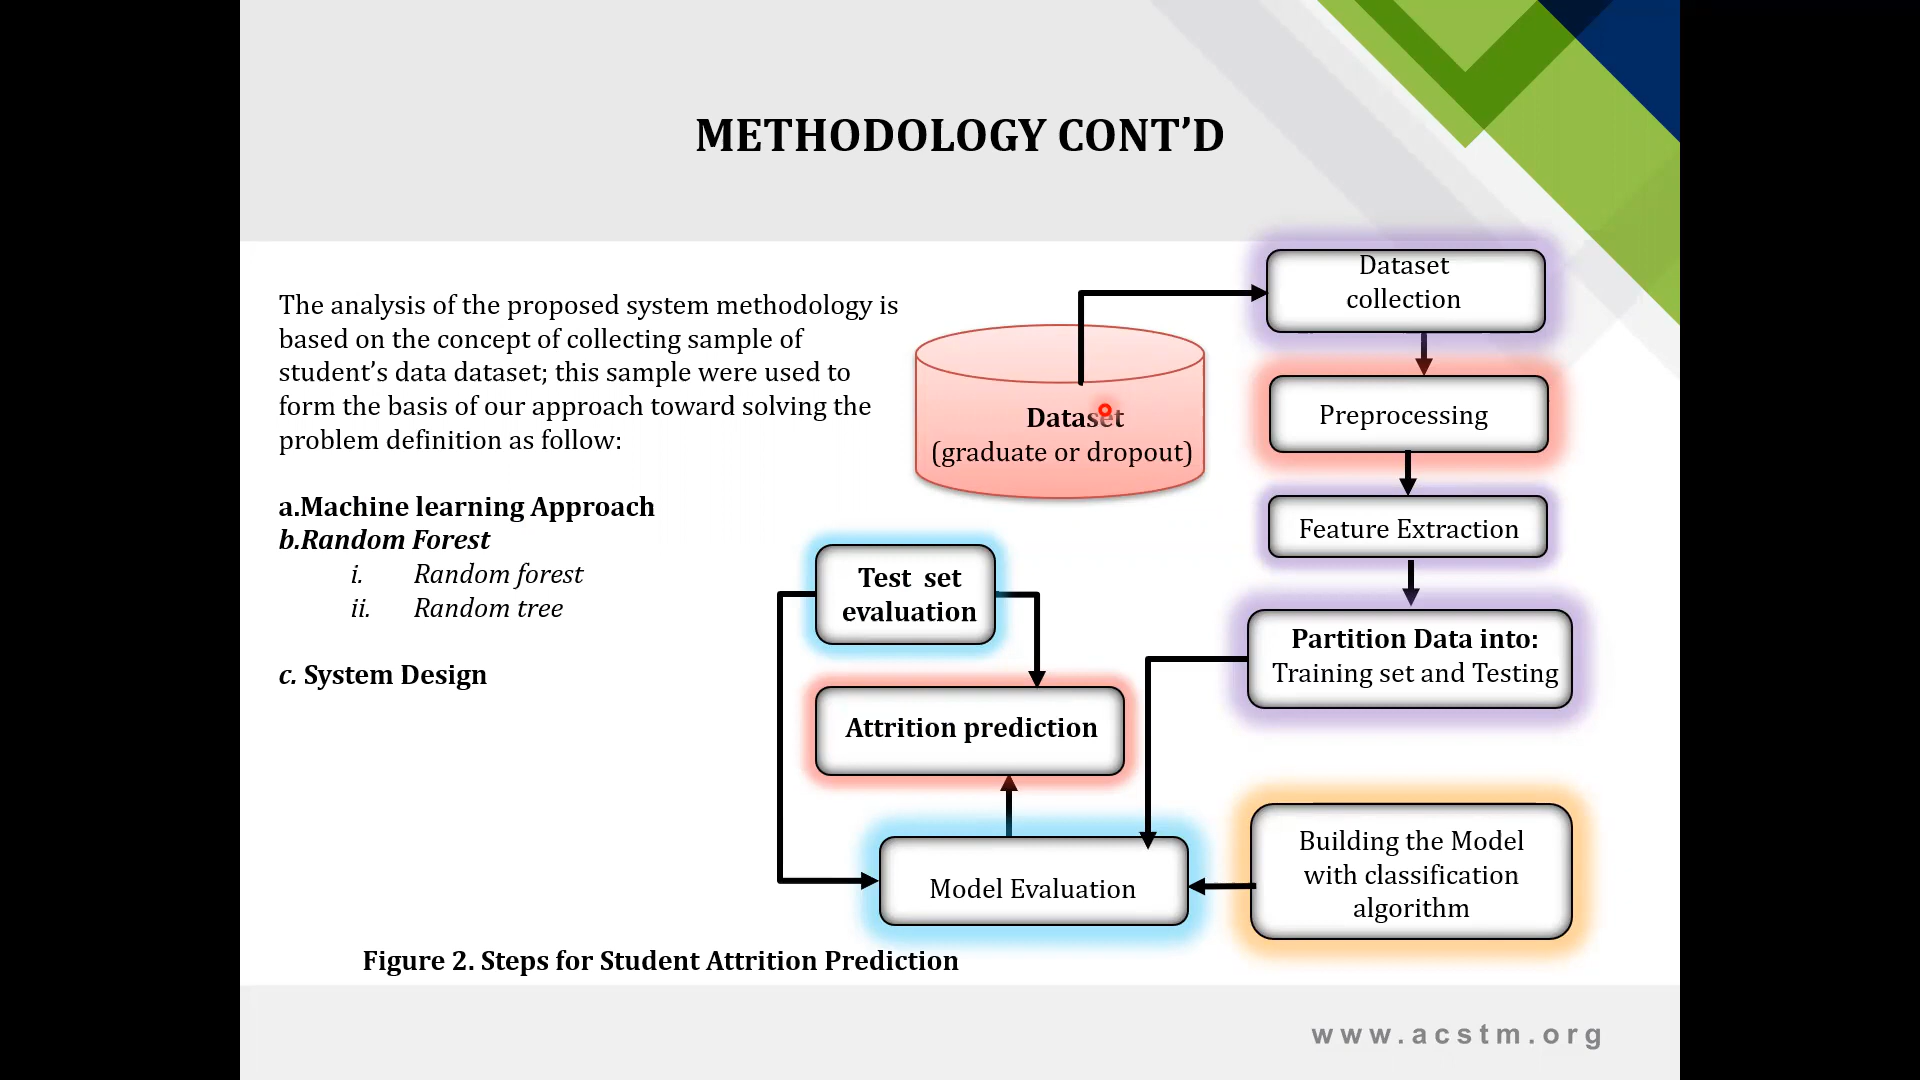 METHODOLOGY CONT’D
The analysis of the proposed system methodology is
based on the concept of collecting sample of
student’s data dataset; this sample were used to
form the basis of our approach toward solving the
problem definition as follow:
a.Machine learning Approach
b.Random Forest
i. Random forest
ii. Random tree
c. System Design
Dataset
(graduate or dropout)
Dataset
collection
Preprocessing
Feature Extraction
Partition Data into:
Training set and Testing
Test set
evaluation
Attrition prediction
Model Evaluation
Building the Model
with classification
algorithm
Figure 2. Steps for Student Attrition Prediction
www.acstm.org